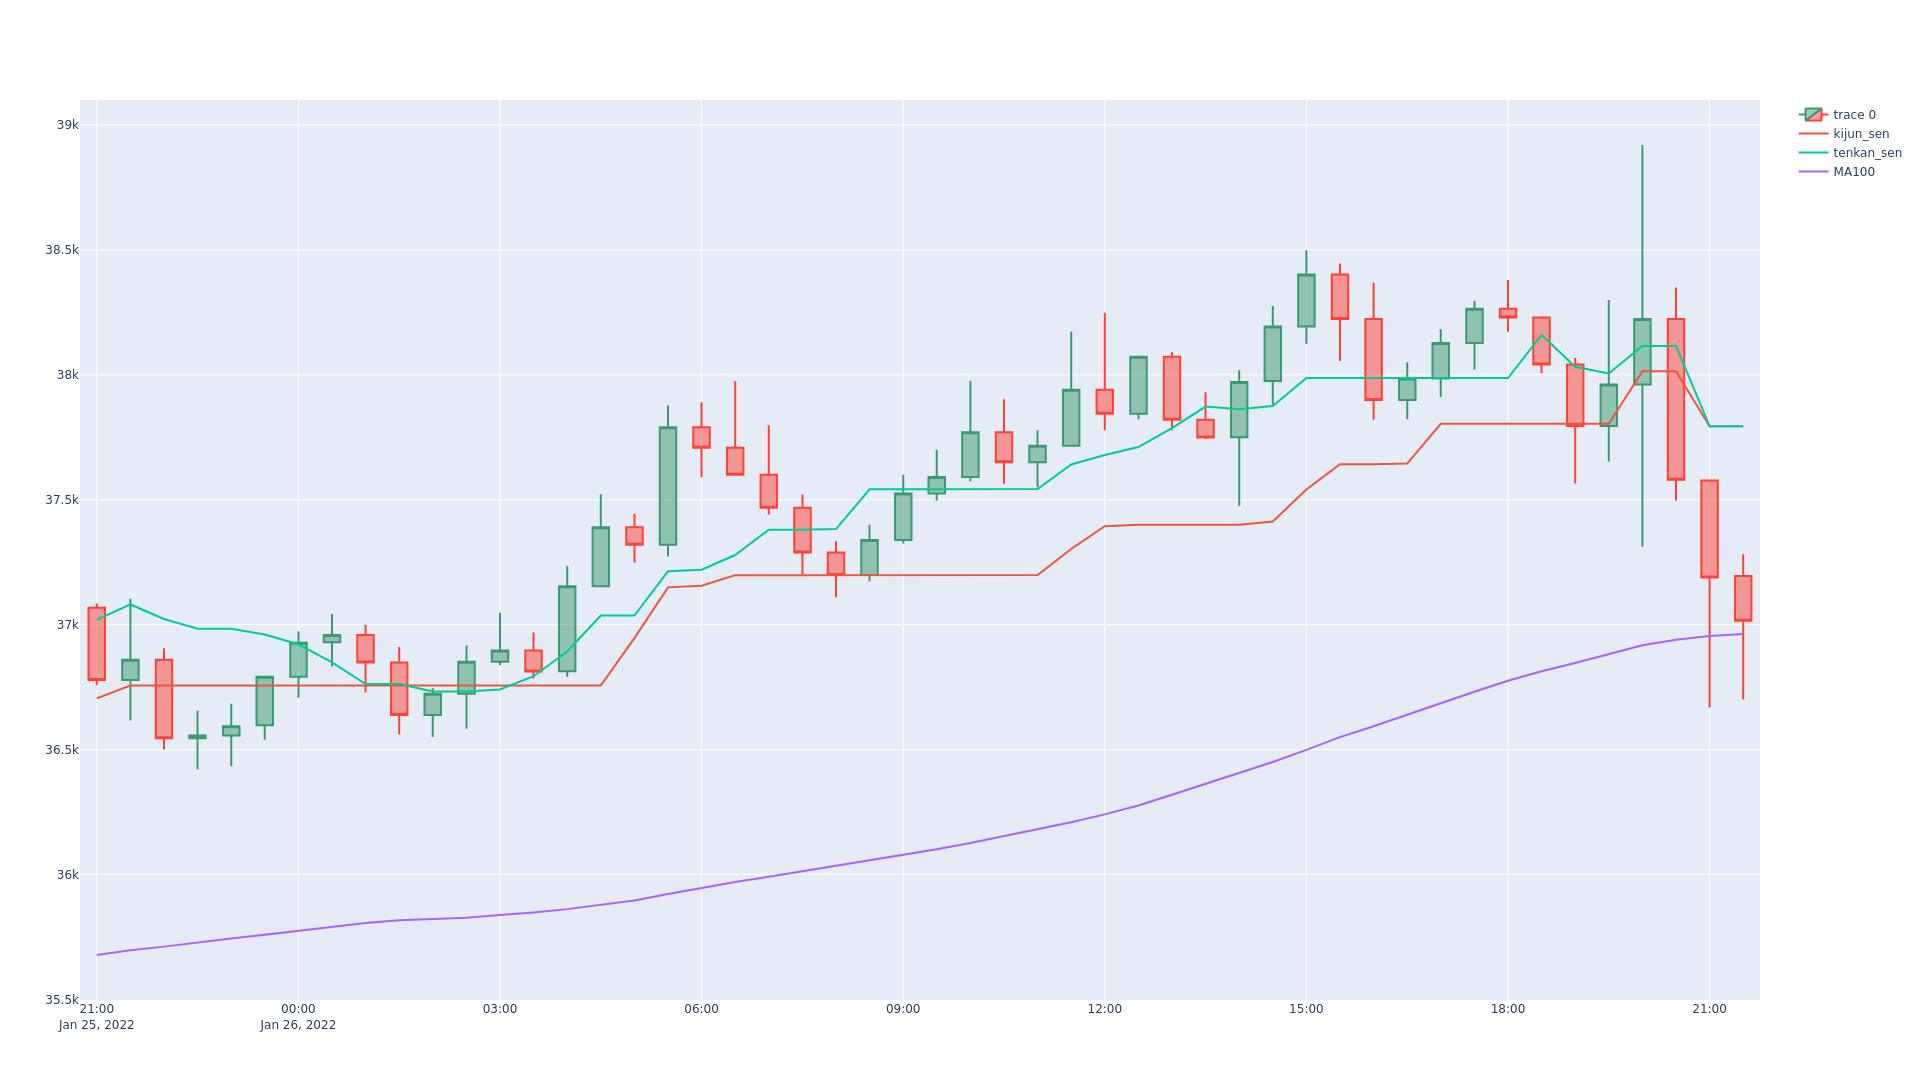 39k
38.5k
38k
37.5k
37k
36.5k
36k
35.5k
21:00 00:00 03:00 06:00 09:00 12:00 15:00 18:00 21:00
Jan 25, 2022 Jan 26, 2022
trace 0
kijun_sen
tenkan_sen
MA100